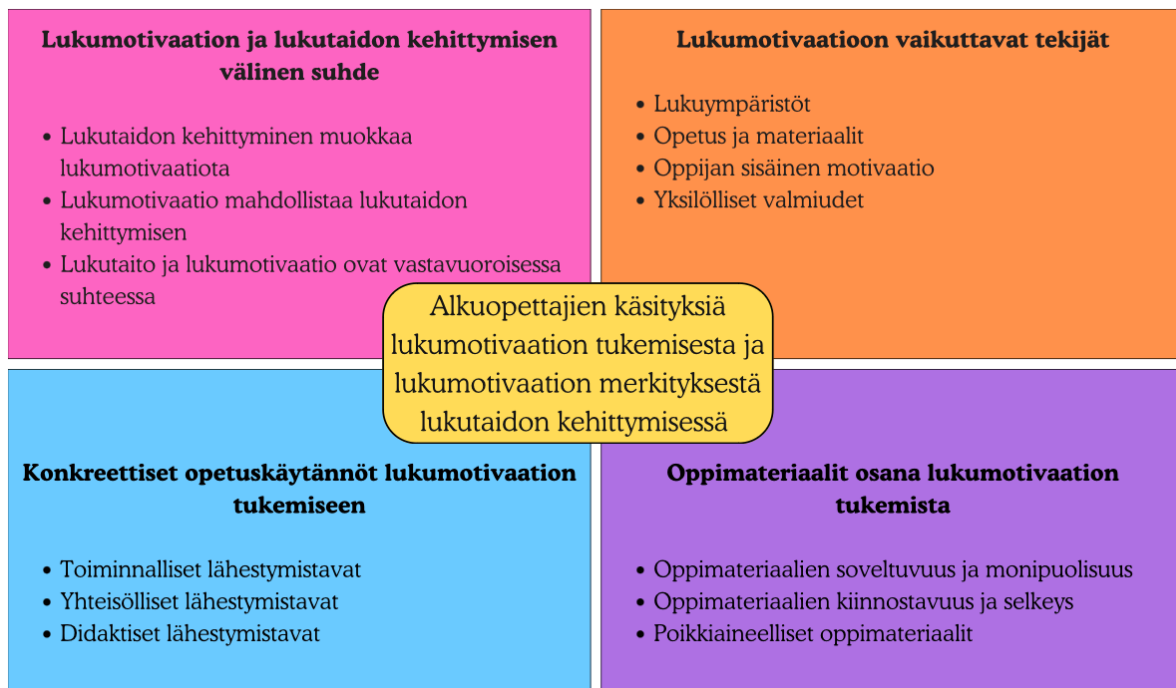 Lukumotivaation ja lukutaidon kehittymisen
välinen suhde
• Lukutaidon kehittyminen muokkaa
lukumotivaatiota
• Lukumotivaatio mahdollistaa lukutaidon
kehittymisen
• Lukutaito ja lukumotivaatio ovat vastavuoroisessa
suhteessa
Lukumotivaatioon vaikuttavat tekijät
• Lukuympäristöt
• Opetus ja materiaalit
• Oppijan sisäinen motivaatio
• Yksilölliset valmiudet
Alkuopettajien käsityksiä
lukumotivaation tukemisesta ja
lukumotivaation merkityksestä
lukutaidon kehittymisessä
Konkreettiset opetuskäytännöt lukumotivaation
tukemiseen
• Toiminnalliset lähestymistavat
• Yhteisölliset lähestymistavat
• Didaktiset lähestymistavat
Oppimateriaalit osana lukumotivaation
tukemista
• Oppimateriaalien soveltuvuus ja monipuolisuus
• Oppimateriaalien kiinnostavuus ja selkeys
• Poikkiaineelliset oppimateriaalit